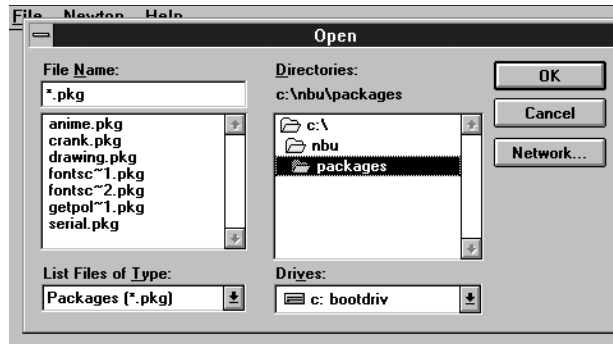 File Newton Help
Open
File Name:
*.pkg
anime.pkg
crank.pkg
drawing.pkg
fontsc~1.pkg
fontsc~2.pkg
getpol~1.pkg
serial.pkg
List Files of Type:
Packages (*.pkg)
Directories:
c:\nbu\packages
c:\
nbu
packages
Drives:
c: bootdriv
OK
Cancel
Network...